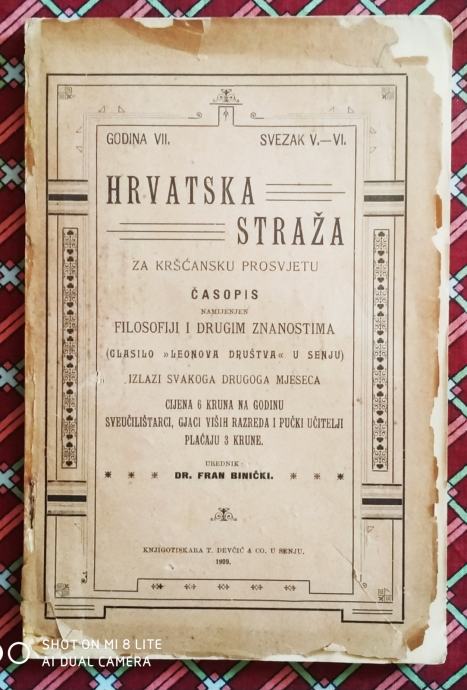 GODINA VII. SVEZAK V.—VI.
HRVATSKA
STRAŽA
ZA KRŠĆANSKU PROSVJETU
ČASOPIS
NAMIJENJEN
FILOSOFIJI I DRUGIM ZNANOSTIMA
(GLASILO »LEONOVA DRUŠTVA« U SENJU)
IZLAZI SVAKOGA DRUGOGA MJESECA
CIJENA 6 KRUNA NA GODINU
SVEUČILIŠTARCI, GJACI VIŠIH RAZREDA I PUČKI UČITELJI
PLAĆAJU 3 KRUNE.
UREDNIK:
DR. FRAN BINIČKI.
KNJIGOTISKARA T. DEVČIĆ & CO. U SENJU.
1909.
SHOT ON MI 8 LITE
AI DUAL CAMERA